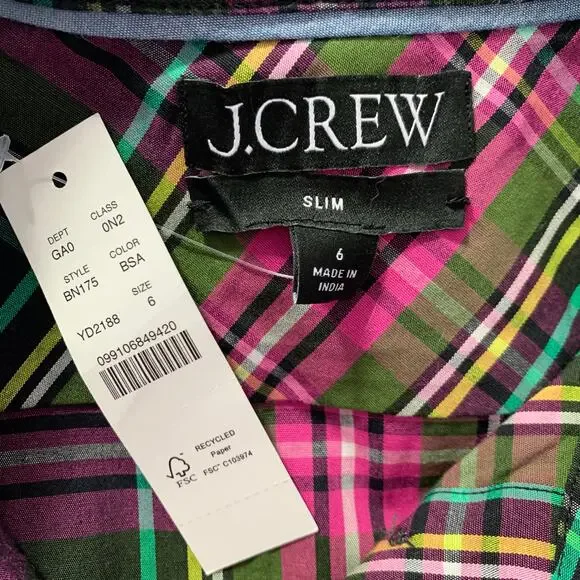 J.CREW
SLIM
6
MADE IN
INDIA
DEPT CLASS
GA0 0N2
STYLE COLOR
BN175 BSA
SIZE
YD2188 6
099106849420
RECYCLED
Paper
FSC® C103974
FSC